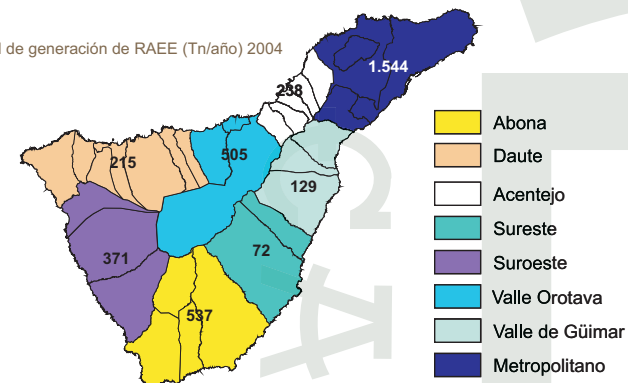 de generación de RAEE (Tn/año) 2004
1.544
238
215
505
129
371
72
537
Abona
Daute
Acentejo
Sureste
Suroeste
Valle Orotava
Valle de Güimar
Metropolitano